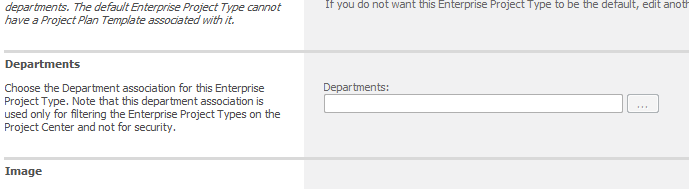 departments. The default Enterprise Project Type cannot
have a Project Plan Template associated with it.
If you do not want this Enterprise Project Type to be the default, edit anoth
Departments
Choose the Department association for this Enterprise
Project Type. Note that this department association is
used only for filtering the Enterprise Project Types on the
Project Center and not for security.
Departments:
...
Image